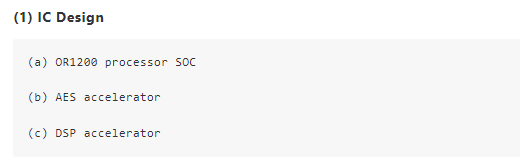 (1) IC Design
(a) OR1200 processor SOC
(b) AES accelerator
(c) DSP accelerator